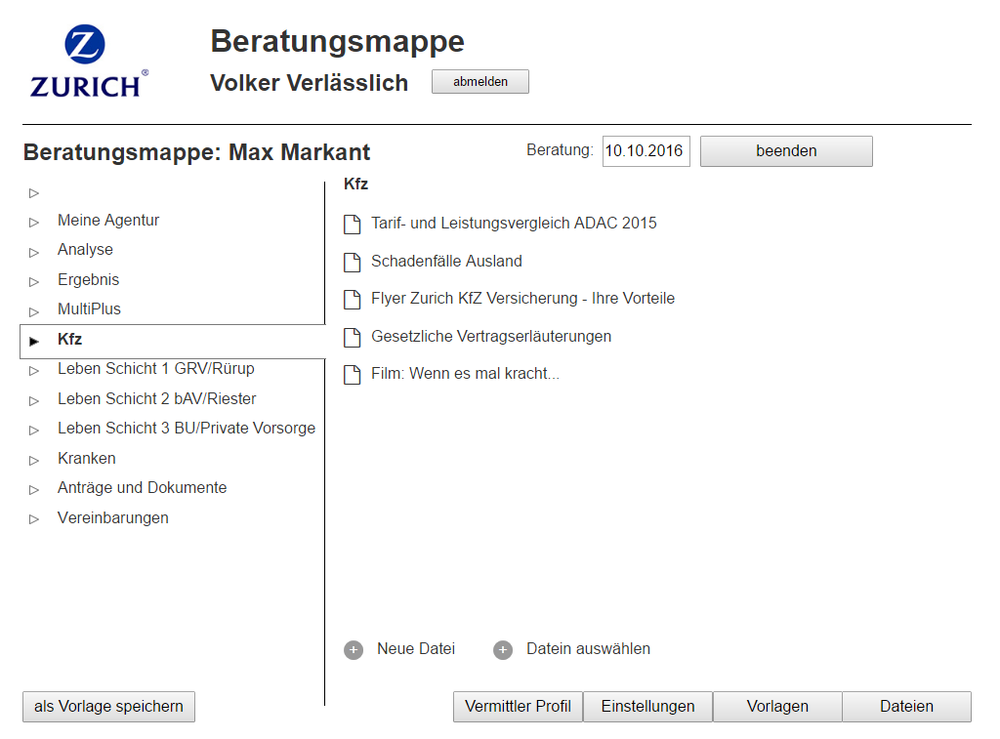 Beratungsmappe
Z
ZURICH®
Volker Verlässlich
abmelden
Beratungsmappe: Max Markant
Beratung:
10.10.2016
beenden
Meine Agentur
Analyse
Ergebnis
MultiPlus
Kfz
Leben Schicht 1 GRV/Rürup
Leben Schicht 2 bAV/Riester
Leben Schicht 3 BU/Private Vorsorge
Kranken
Anträge und Dokumente
Vereinbarungen
Kfz
Tarif- und Leistungsvergleich ADAC 2015
Schadenfälle Ausland
Flyer Zurich KfZ Versicherung - Ihre Vorteile
Gesetzliche Vertragserläuterungen
Film: Wenn es mal kracht...
Neue Datei
Datein auswählen
als Vorlage speichern
Vermittler Profil
Einstellungen
Vorlagen
Dateien